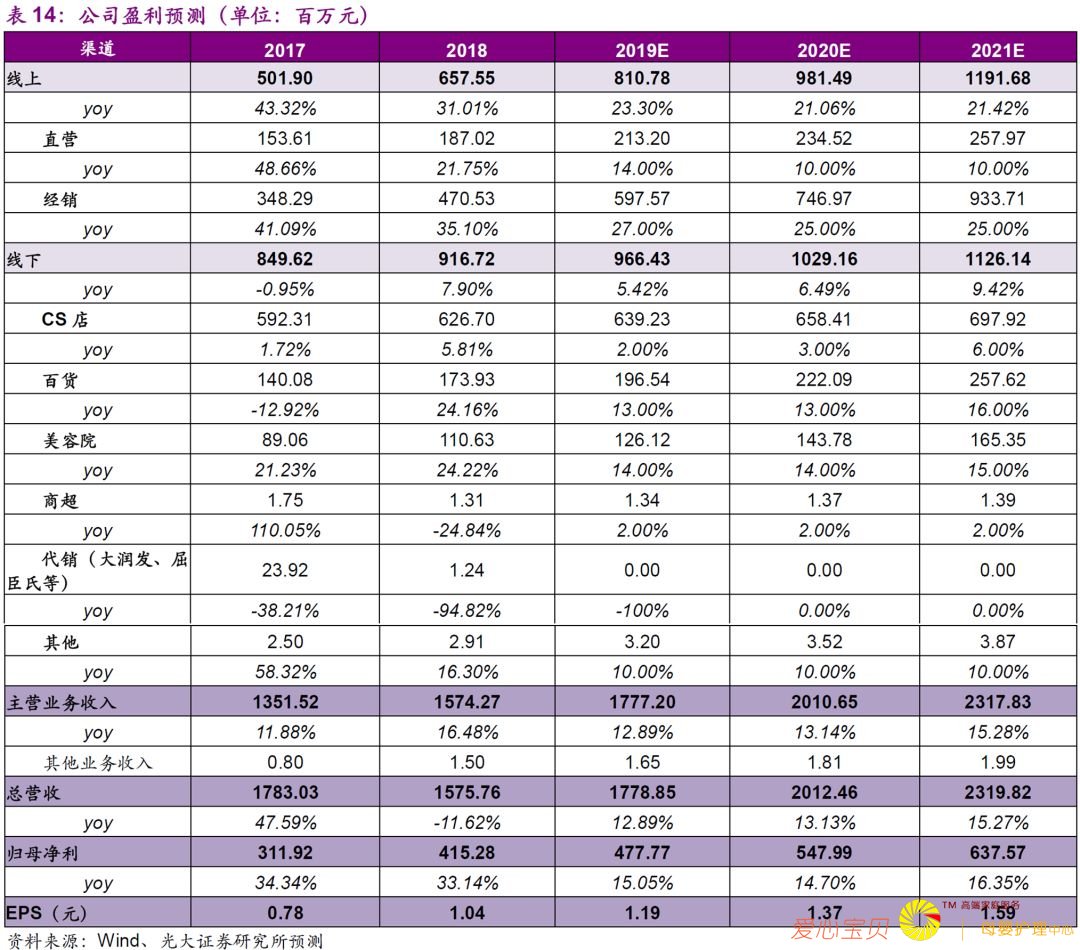 表 14：公司盈利预测（单位：百万元）
渠道 2017 2018 2019E 2020E 2021E
线上 501.90 657.55 810.78 981.49 1191.68
yoy 43.32% 31.01% 23.30% 21.06% 21.42%
直营 153.61 187.02 213.20 234.52 257.97
yoy 48.66% 21.75% 14.00% 10.00% 10.00%
经销 348.29 470.53 597.57 746.97 933.71
yoy 41.09% 35.10% 27.00% 25.00% 25.00%
线下 849.62 916.72 966.43 1029.16 1126.14
yoy -0.95% 7.90% 5.42% 6.49% 9.42%
CS 店 592.31 626.70 639.23 658.41 697.92
yoy 1.72% 5.81% 2.00% 3.00% 6.00%
百货 140.08 173.93 196.54 222.09 257.62
yoy -12.92% 24.16% 13.00% 13.00% 16.00%
美容院 89.06 110.63 126.12 143.78 165.35
yoy 21.23% 24.22% 14.00% 14.00% 15.00%
商超 1.75 1.31 1.34 1.37 1.39
yoy 110.05% -24.84% 2.00% 2.00% 2.00%
代销（大润发、屈
臣氏等） 23.92 1.24 0.00 0.00 0.00
yoy -38.21% -94.82% -100% 0.00% 0.00%
其他 2.50 2.91 3.20 3.52 3.87
yoy 58.32% 16.30% 10.00% 10.00% 10.00%
主营业务收入 1351.52 1574.27 1777.20 2010.65 2317.83
yoy 11.88% 16.48% 12.89% 13.14% 15.28%
其他业务收入 0.80 1.50 1.65 1.81 1.99
总营收 1783.03 1575.76 1778.85 2012.46 2319.82
yoy 47.59% -11.62% 12.89% 13.13% 15.27%
归母净利 311.92 415.28 477.77 547.99 637.57
yoy 34.34% 33.14% 15.05% 14.70% 16.35%
EPS（元） 0.78 1.04 1.19 1.37 1.59
资料来源：Wind、光大证券研究所预测
爱心宝贝 TM 高端家庭服务
母婴护理中心